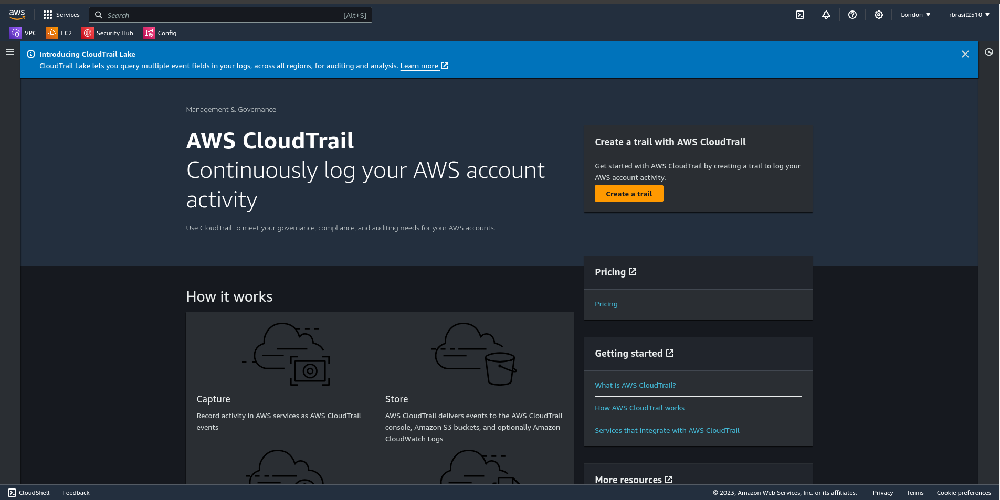 aws
Services
Search
[Alt+S]
London
rbrasil2510
VPC
EC2
Security Hub
Config
Introducing CloudTrail Lake
CloudTrail Lake lets you query multiple event fields in your logs, across all regions, for auditing and analysis. Learn more
Management & Governance
AWS CloudTrail
Continuously log your AWS account
activity
Use CloudTrail to meet your governance, compliance, and auditing needs for your AWS accounts.
Create a trail with AWS CloudTrail
Get started with AWS CloudTrail by creating a trail to log your
AWS account activity.
Create a trail
Pricing
Pricing
How it works
Capture
Record activity in AWS services as AWS CloudTrail
events
Store
AWS CloudTrail delivers events to the AWS CloudTrail
console, Amazon S3 buckets, and optionally Amazon
CloudWatch Logs
Getting started
What is AWS CloudTrail?
How AWS CloudTrail works
Services that integrate with AWS CloudTrail
More resources
CloudShell
Feedback
© 2023, Amazon Web Services, Inc. or its affiliates.
Privacy
Terms
Cookie preferences